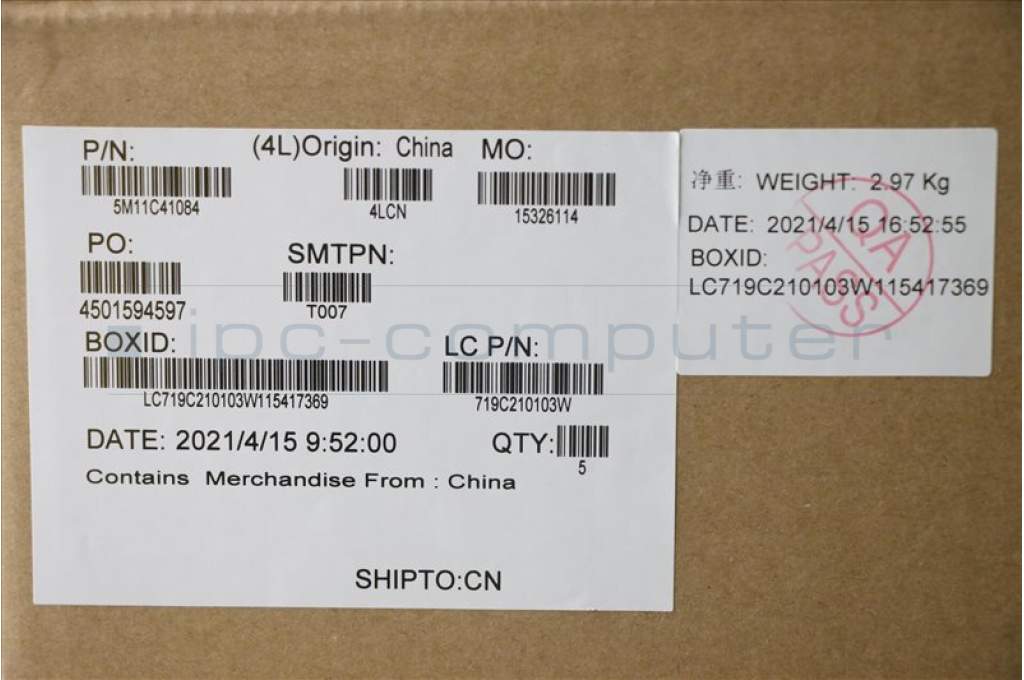 P/N: (4L)Origin: China MO:
5M11C41084 4LCN 15326114
PO: SMTPN:
4501594597 T007
BOXID: LC P/N:
LC719C210103W115417369 719C210103W
DATE: 2021/4/15 9:52:00 QTY:
5
Contains Merchandise From : China
SHIPTO:CN
净重: WEIGHT: 2.97 Kg
DATE: 2021/4/15 16:52:55
BOXID:
LC719C210103W115417369
QA
PASS
ipc-computer